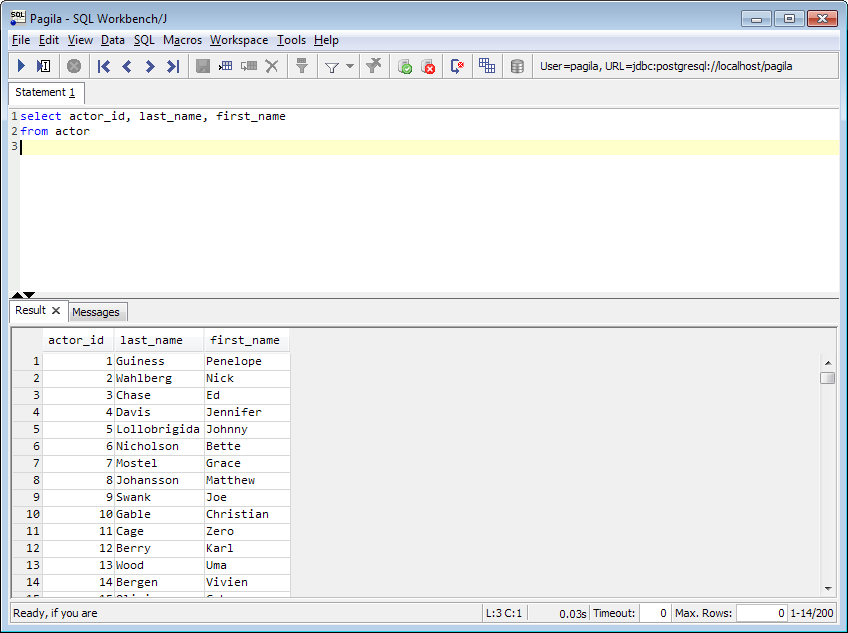 SQL Pagila - SQL Workbench/J
File Edit View Data SQL Macros Workspace Tools Help
User=pagila, URL=jdbc:postgresql://localhost/pagila
Statement 1
1 select actor_id, last_name, first_name
2 from actor
3
Result Messages
actor_id last_name first_name
1 1 Guiness Penelope
2 2 Wahlberg Nick
3 3 Chase Ed
4 4 Davis Jennifer
5 5 Lollobrigida Johnny
6 6 Nicholson Bette
7 7 Mostel Grace
8 8 Johansson Matthew
9 9 Swank Joe
10 10 Gable Christian
11 11 Cage Zero
12 12 Berry Karl
13 13 Wood Uma
14 14 Bergen Vivien
Ready, if you are L:3 C:1 0.03s Timeout: 0 Max. Rows: 0 1-14/200